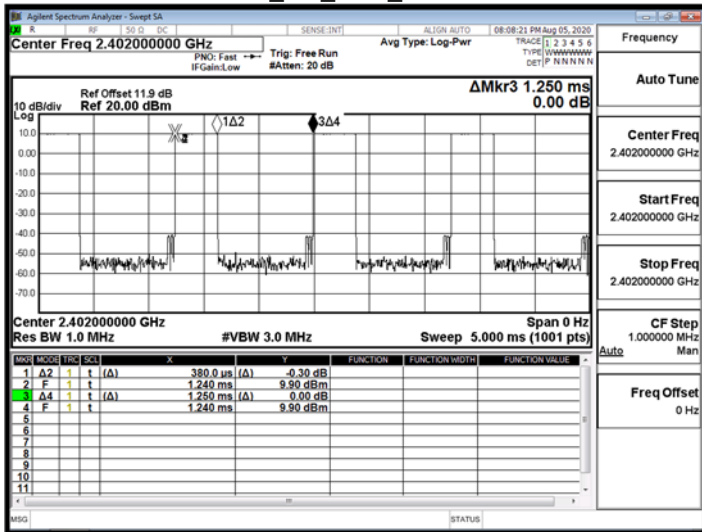 Agilent Spectrum Analyzer - Swept SA
R RF 50 Ω DC SENSE:INT ALIGN AUTO 08:08:21 PM Aug 05, 2020
Center Freq 2.402000000 GHz
PNO: Fast
IFGain:Low
Trig: Free Run
#Atten: 20 dB
Avg Type: Log-Pwr
TRACE 1 2 3 4 5 6
TYPE WWWWWW
DET P N N N N N
ΔMkr3 1.250 ms
0.00 dB
Ref Offset 11.9 dB
10 dB/div Ref 20.00 dBm
Log
1Δ2
3Δ4
10.0
0.00
-10.0
-20.0
-30.0
-40.0
-50.0
-60.0
-70.0
Center 2.402000000 GHz Span 0 Hz
Res BW 1.0 MHz #VBW 3.0 MHz Sweep 5.000 ms (1001 pts)
MKR MODE TRC SCL X Y FUNCTION FUNCTION WIDTH FUNCTION VALUE
1 Δ2 1 t (Δ) 380.0 µs (Δ) -0.30 dB
2 F 1 t 1.240 ms 9.90 dBm
3 Δ4 1 t (Δ) 1.250 ms (Δ) 0.00 dB
4 F 1 t 1.240 ms 9.90 dBm
5
6
7
8
9
10
11
MSG STATUS
Frequency
Auto Tune
Center Freq
2.402000000 GHz
Start Freq
2.402000000 GHz
Stop Freq
2.402000000 GHz
CF Step
1.000000 MHz
Auto Man
Freq Offset
0 Hz